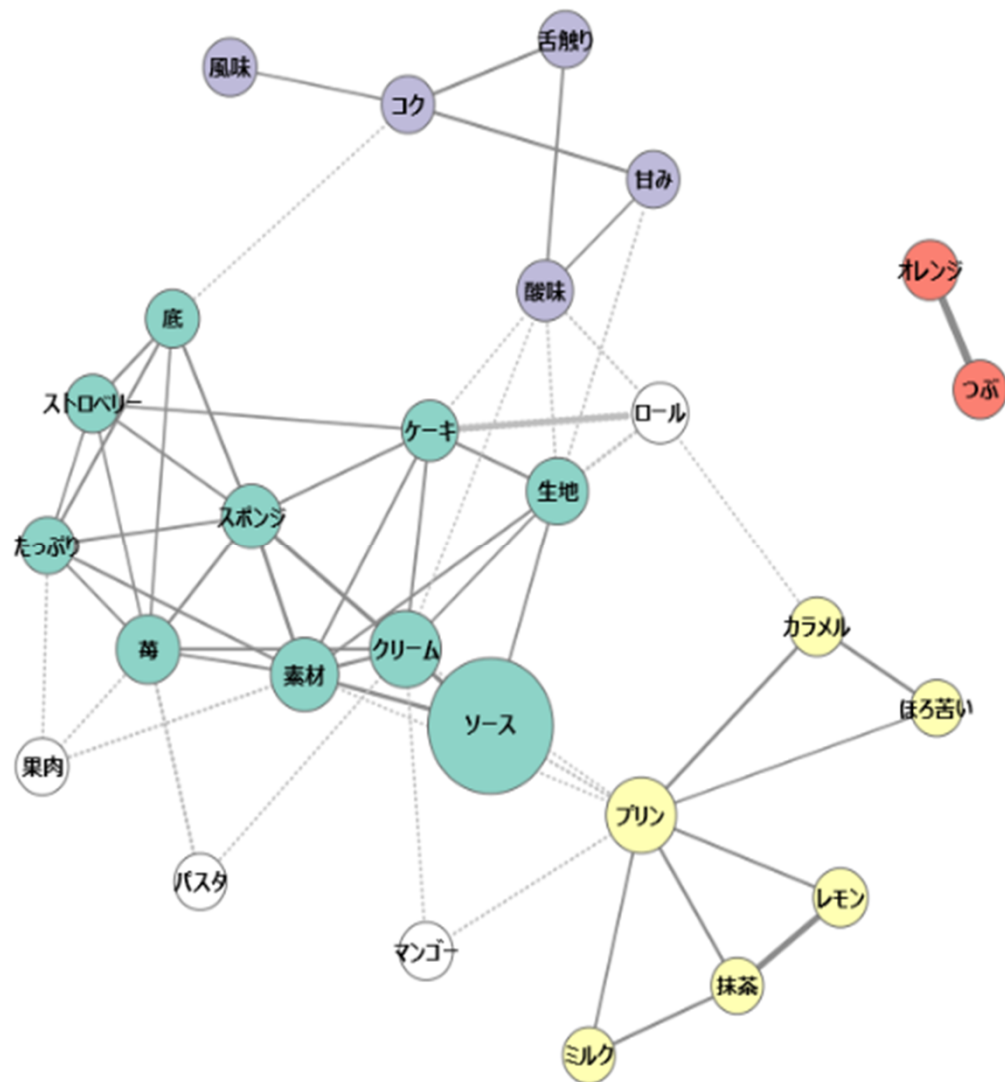 舌触り
風味
コク
甘み
オレンジ
酸味
底
つぶ
ストロベリー
ロール
ケーキ
生地
スポンジ
たっぷり
カラメル
苺
クリーム
素材
ほろ苦い
ソース
果肉
プリン
パスタ
レモン
マンゴー
抹茶
ミルク